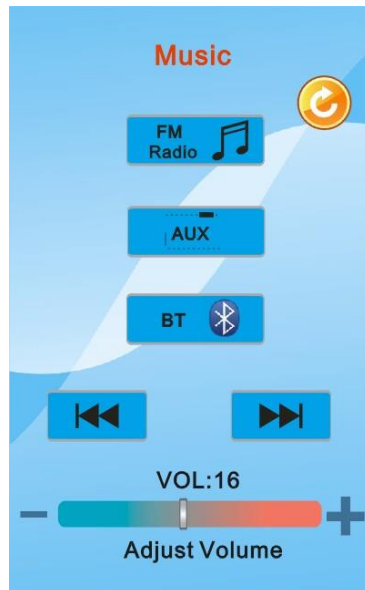 Music
FM
Radio
AUX
BT
VOL:16
Adjust Volume